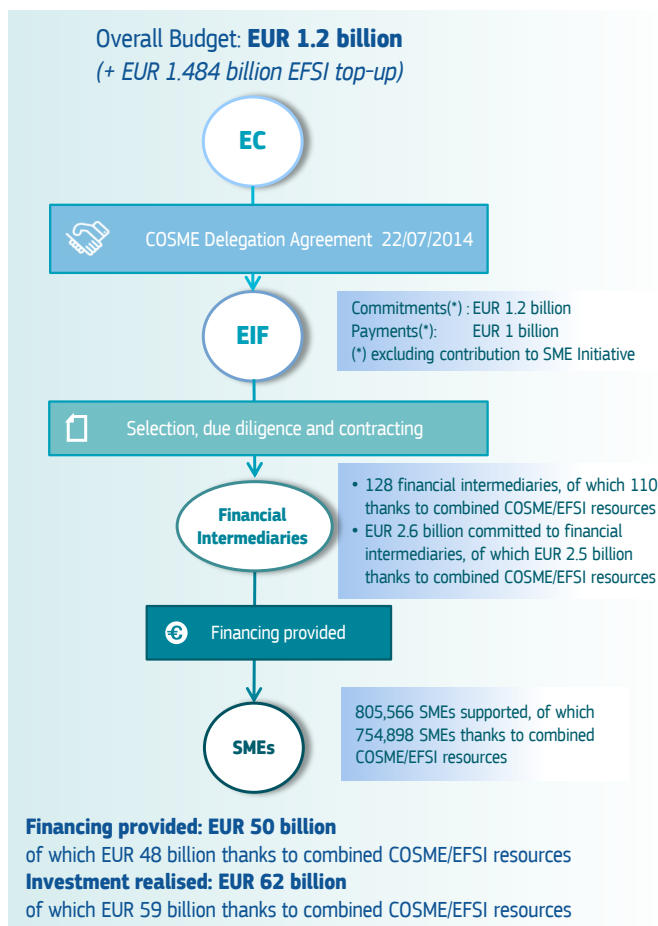 Overall Budget: EUR 1.2 billion
(+ EUR 1.484 billion EFSI top-up)
EC
COSME Delegation Agreement 22/07/2014
EIF
Commitments(*) : EUR 1.2 billion
Payments(*): EUR 1 billion
(*) excluding contribution to SME Initiative
Selection, due diligence and contracting
Financial
Intermediaries
• 128 financial intermediaries, of which 110
thanks to combined COSME/EFSI resources
• EUR 2.6 billion committed to financial
intermediaries, of which EUR 2.5 billion
thanks to combined COSME/EFSI resources
Financing provided
SMEs
805,566 SMEs supported, of which
754,898 SMEs thanks to combined
COSME/EFSI resources
Financing provided: EUR 50 billion
of which EUR 48 billion thanks to combined COSME/EFSI resources
Investment realised: EUR 62 billion
of which EUR 59 billion thanks to combined COSME/EFSI resources